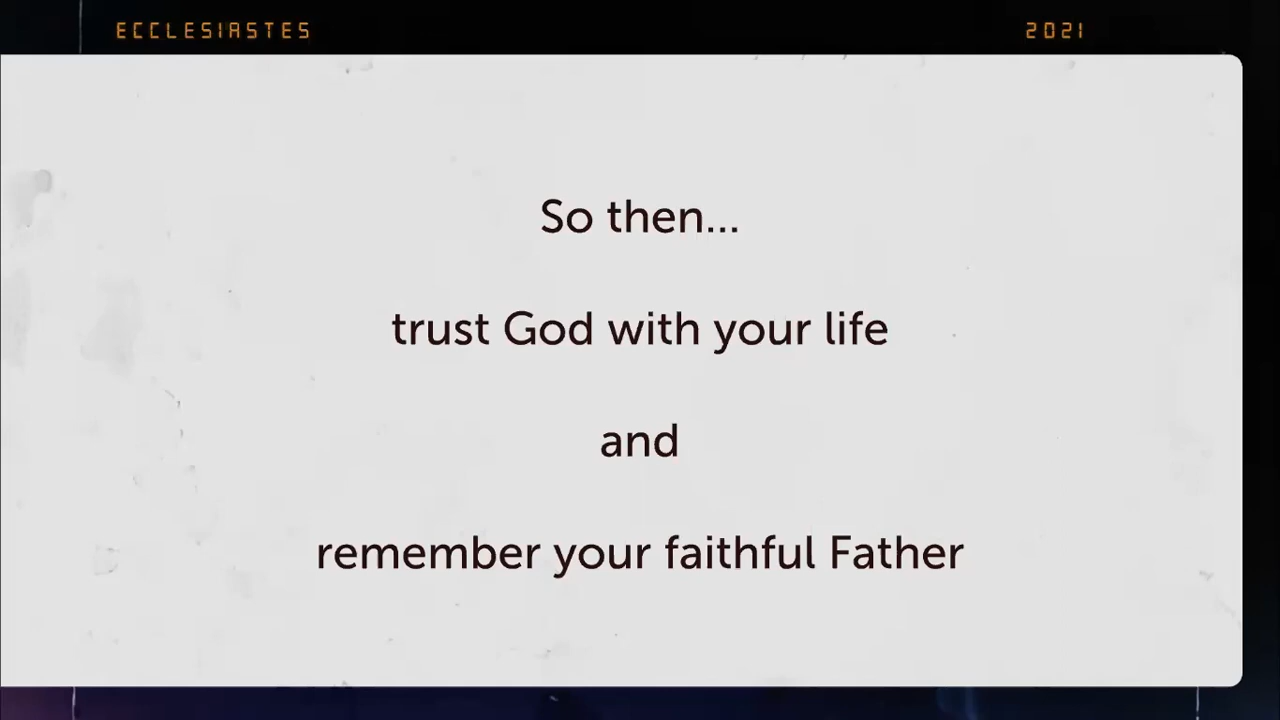 ECCLESIASTES 2021
So then...
trust God with your life
and
remember your faithful Father